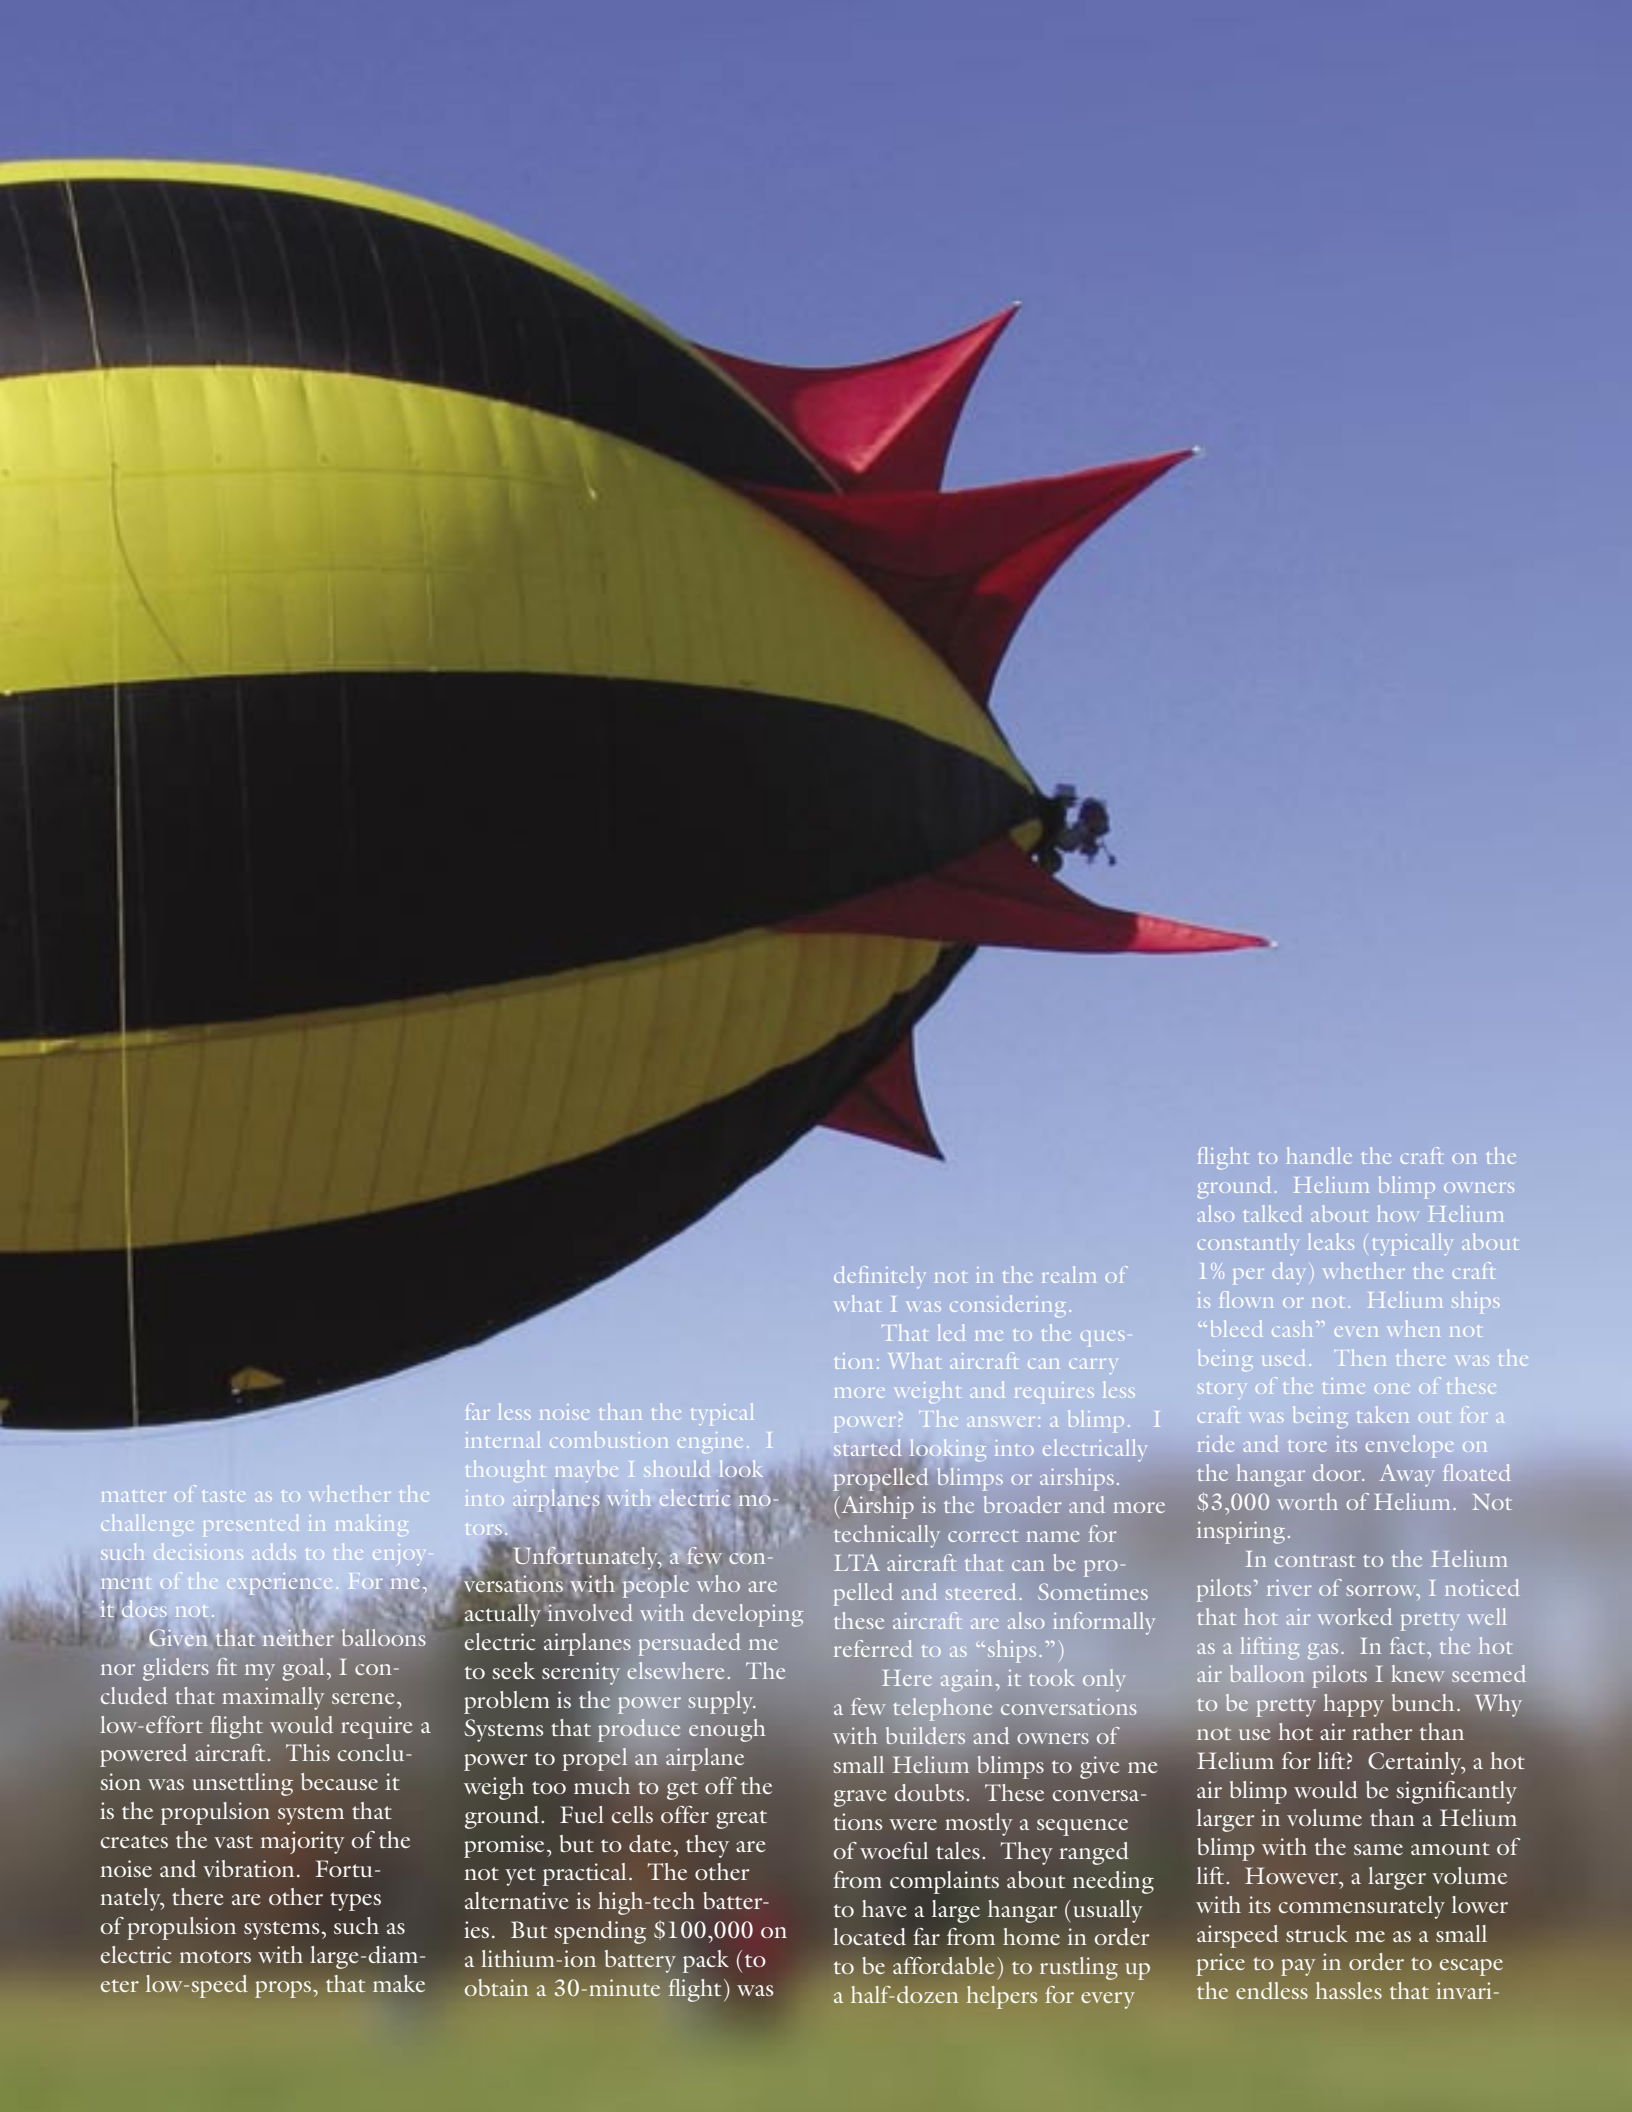 matter of taste as to whether the
challenge presented in making
such decisions adds to the enjoy-
ment of the experience. For me,
it does not.
Given that neither balloons
nor gliders fit my goal, I con-
cluded that maximally serene,
low-effort flight would require a
powered aircraft.  This conclu-
sion was unsettling because it
is the propulsion system that
creates the vast majority of the
noise and vibration.  Fortu-
nately, there are other types
of propulsion systems, such as
electric motors with large-diam-
eter low-speed props, that make
far less noise than the typical
internal combustion engine.  I
thought maybe I should look
into airplanes with electric mo-
tors.
Unfortunately, a few con-
versations with people who are
actually involved with developing
electric airplanes persuaded me
to seek serenity elsewhere.  The
problem is the power supply.
Systems that produce enough
power to propel an airplane
weigh too much to get off the
ground.  Fuel cells offer great
promise, but to date, they are
not yet practical.  The other
alternative is high-tech batter-
ies.  But spending $100,000 on
a lithium-ion battery pack (to
obtain a 30-minute flight) was
definitely not in the realm of
what I was considering.
That led me to the ques-
tion: What aircraft can carry
more weight and requires less
power?  The answer: a blimp.   I
started looking into electrically
propelled blimps or airships.
(Airship is the broader and more
technically correct name for
LTA aircraft that can be pro-
pelled and steered.  Sometimes
these aircraft are also informally
referred to as “ships.”)
Here again, it took only
a few telephone conversations
with builders and owners of
small Helium blimps to give me
grave doubts.  These conversa-
tions were mostly a sequence
of woeful tales.  They ranged
from complaints about needing
to have a large hangar (usually
located far from home in order
to be affordable) to rustling up
a half-dozen helpers for every
flight to handle the craft on the
ground.  Helium blimp owners
also talked about how Helium
constantly leaks (typically about
1% per day) whether the craft
is flown or not.  Helium ships
“bleed cash” even when not
being used.   Then there was the
story of the time one of these
craft was being taken out for a
ride and tore its envelope on
the hangar door.  Away floated
$3,000 worth of Helium.  Not
inspiring.
In contrast to the Helium
pilots’ river of sorrow, I noticed
that hot air worked pretty well
as a lifting gas.  In fact, the hot
air balloon pilots I knew seemed
to be pretty happy bunch.  Why
not use hot air rather than
Helium for lift?  Certainly, a hot
air blimp would be significantly
larger in volume than a Helium
blimp with the same amount of
lift.  However, a larger volume
with its commensurately lower
airspeed struck me as a small
price to pay in order to escape
the endless hassles that invari-